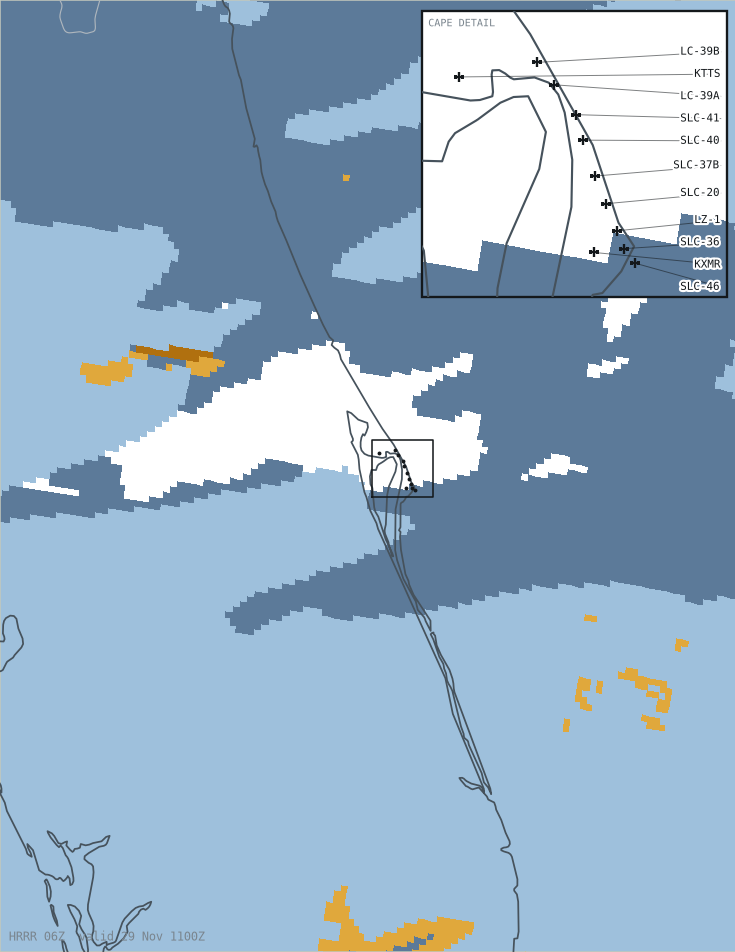 CAPE DETAIL
LC-39B
KTTS
LC-39A
SLC-41
SLC-40
SLC-37B
SLC-20
LZ-1
SLC-36
KXMR
SLC-46
HRRR 06Z  valid 29 Nov 1100Z